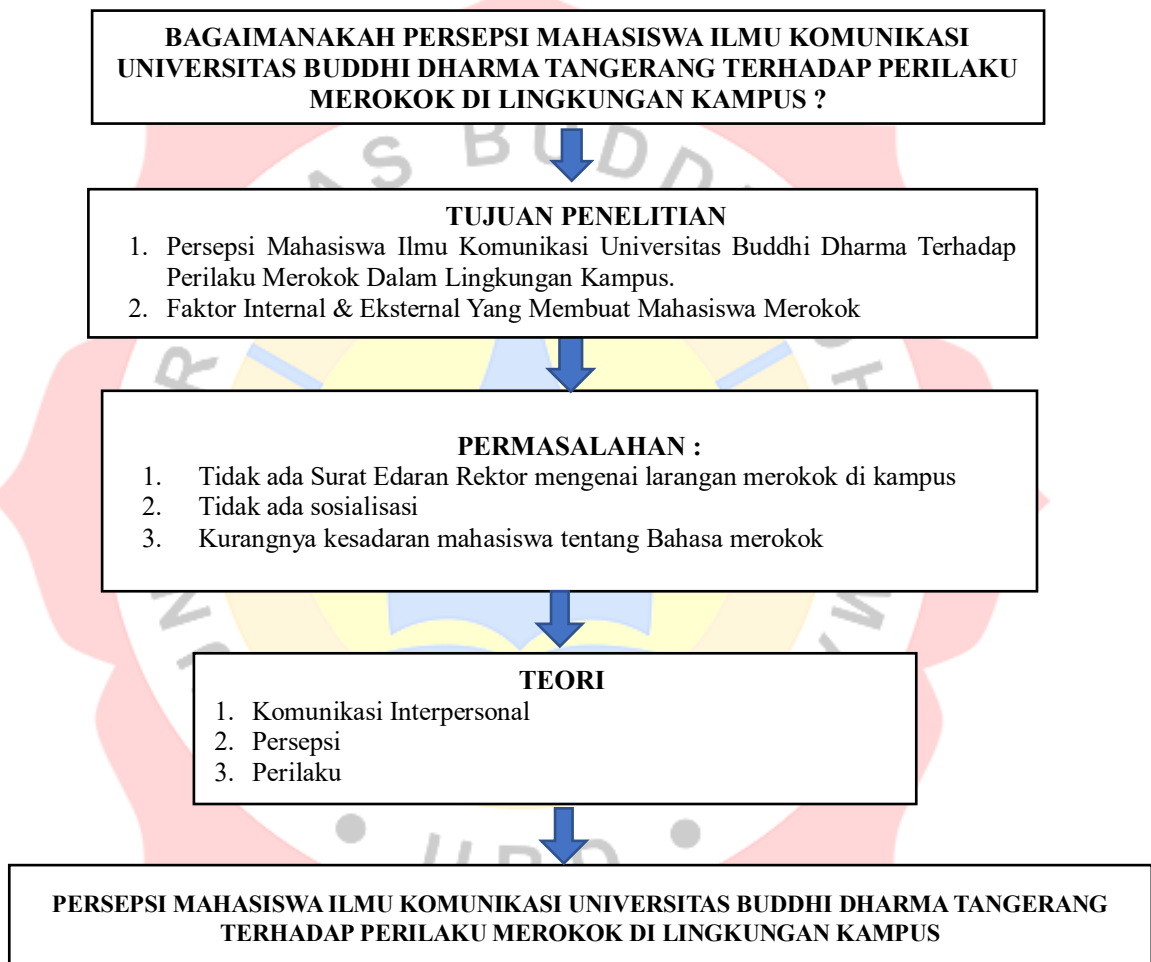 BAGAIMANAKAH PERSEPSI MAHASISWA ILMU KOMUNIKASI
UNIVERSITAS BUDDHI DHARMA TANGERANG TERHADAP PERILAKU
MEROKOK DI LINGKUNGAN KAMPUS ?
AS BUDD
TUJUAN PENELITIAN
1. Persepsi Mahasiswa Ilmu Komunikasi Universitas Buddhi Dharma Terhadap
Perilaku Merokok Dalam Lingkungan Kampus.
2. Faktor Internal & Eksternal Yang Membuat Mahasiswa Merokok
PERMASALAHAN :
1. Tidak ada Surat Edaran Rektor mengenai larangan merokok di kampus
2. Tidak ada sosialisasi
3. Kurangnya kesadaran mahasiswa tentang Bahasa merokok
TEORI
1. Komunikasi Interpersonal
2. Persepsi
3. Perilaku
UBD
PERSEPSI MAHASISWA ILMU KOMUNIKASI UNIVERSITAS BUDDHI DHARMA TANGERANG
TERHADAP PERILAKU MEROKOK DI LINGKUNGAN KAMPUS